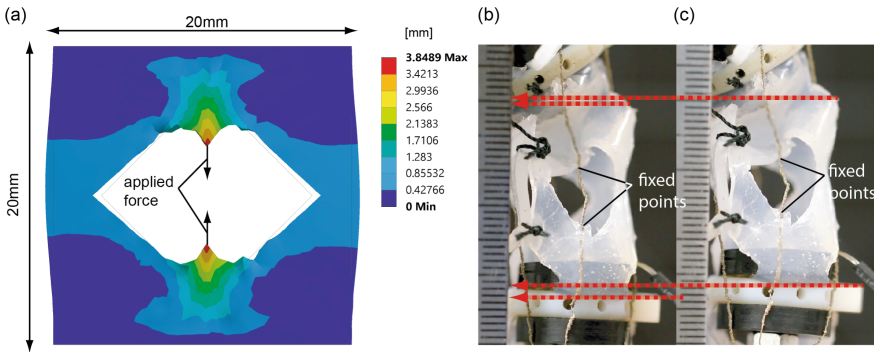 (a)
20mm
20mm
applied
force
[mm]
3.8489 Max
3.4213
2.9936
2.566
2.1383
1.7106
1.283
0.85532
0.42766
0 Min
(b)
fixed
points
(c)
fixed
points